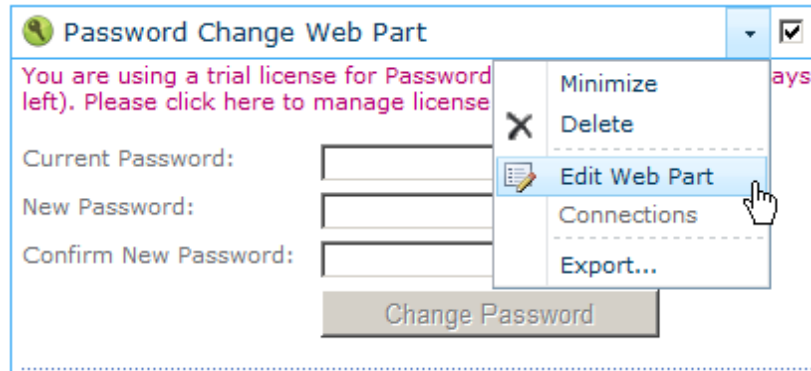 Password Change Web Part
You are using a trial license for Password ays
left). Please click here to manage license
Minimize
Delete
Edit Web Part
Connections
Export...
Current Password:
New Password:
Confirm New Password:
Change Password